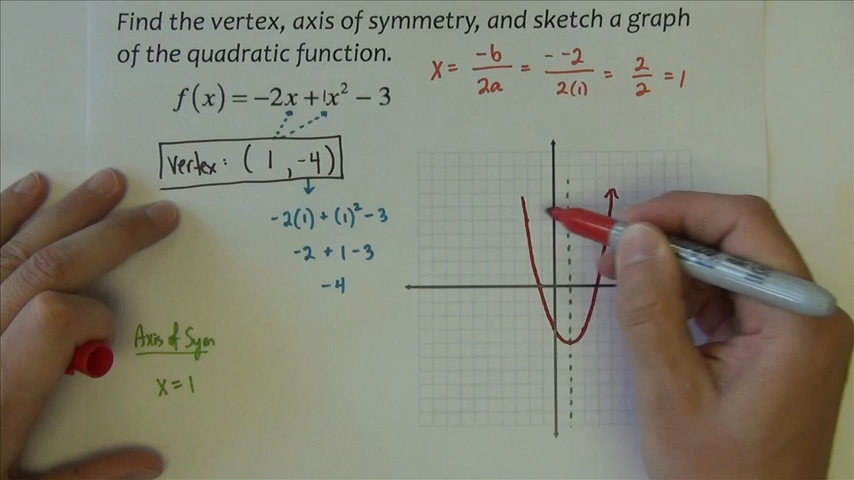 Find the vertex, axis of symmetry, and sketch a graph
of the quadratic function.
x = -b/2a = --2/2(1) = 2/2 = 1
f(x) = −2x + 1x² − 3
Vertex: (1, -4)
-2(1) + (1)² - 3
-2 + 1 - 3
-4
Axis of Sym
x = 1